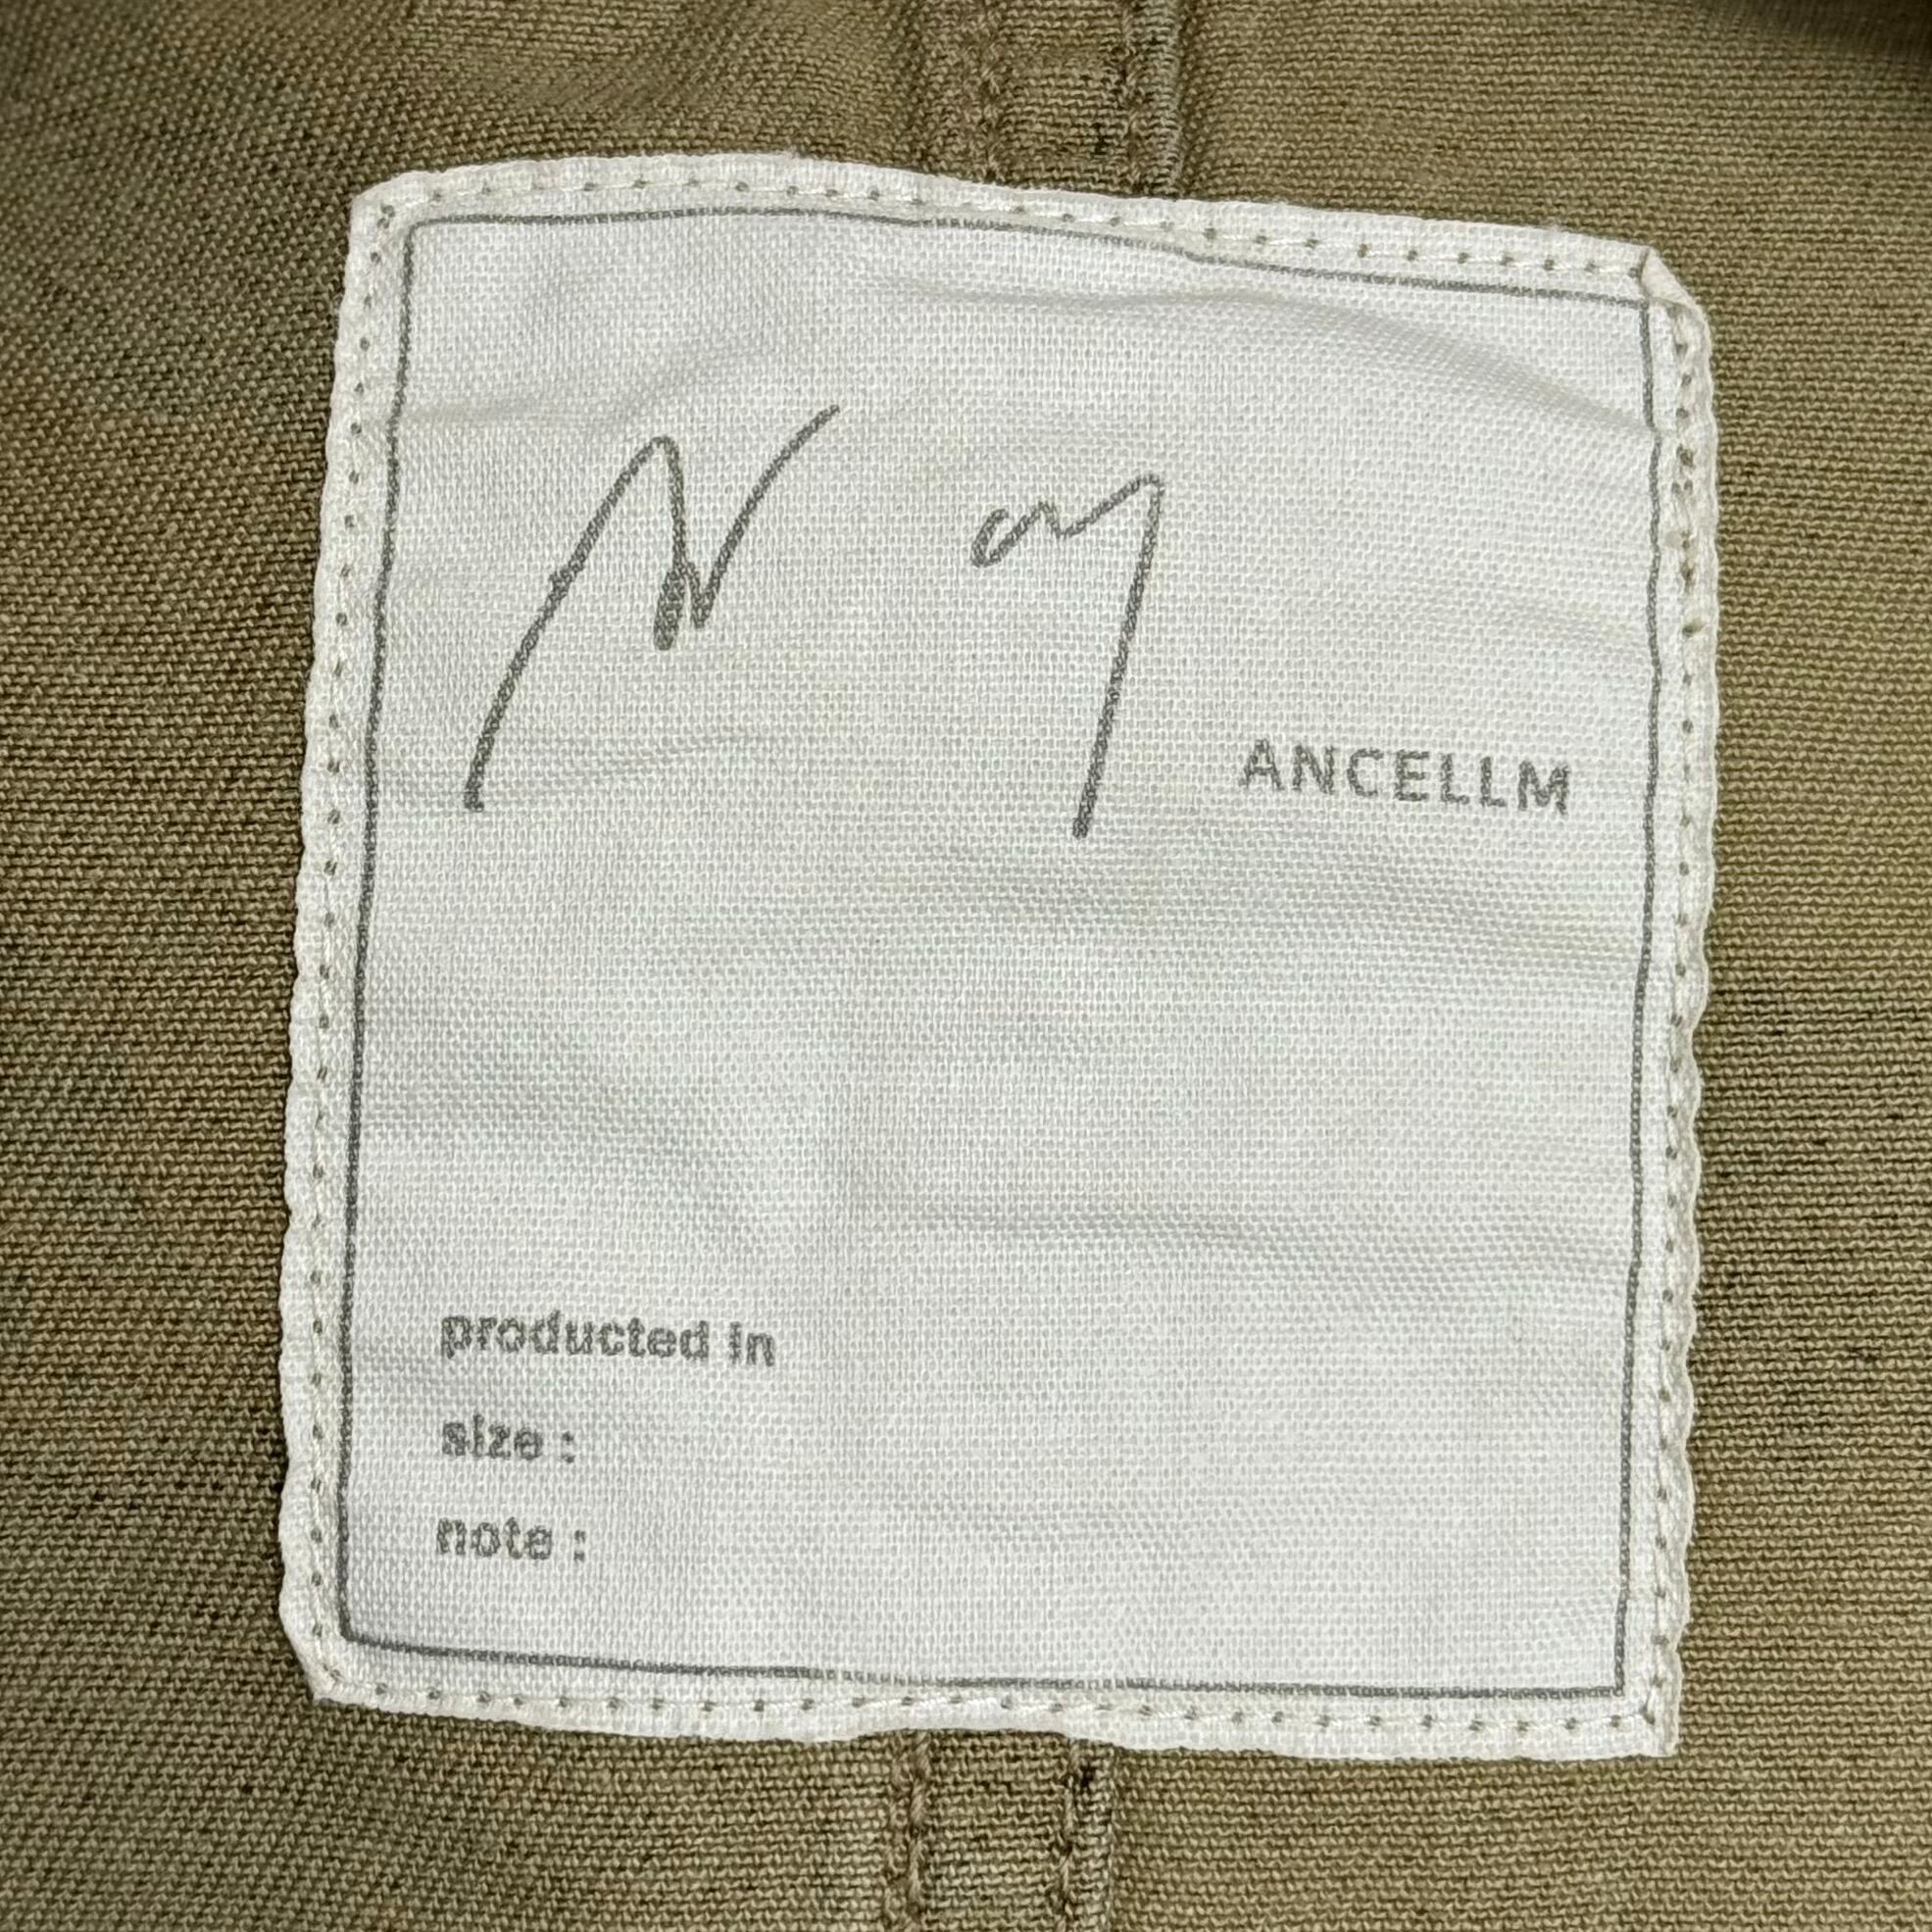 ANCELLM
producted in
size :
note :